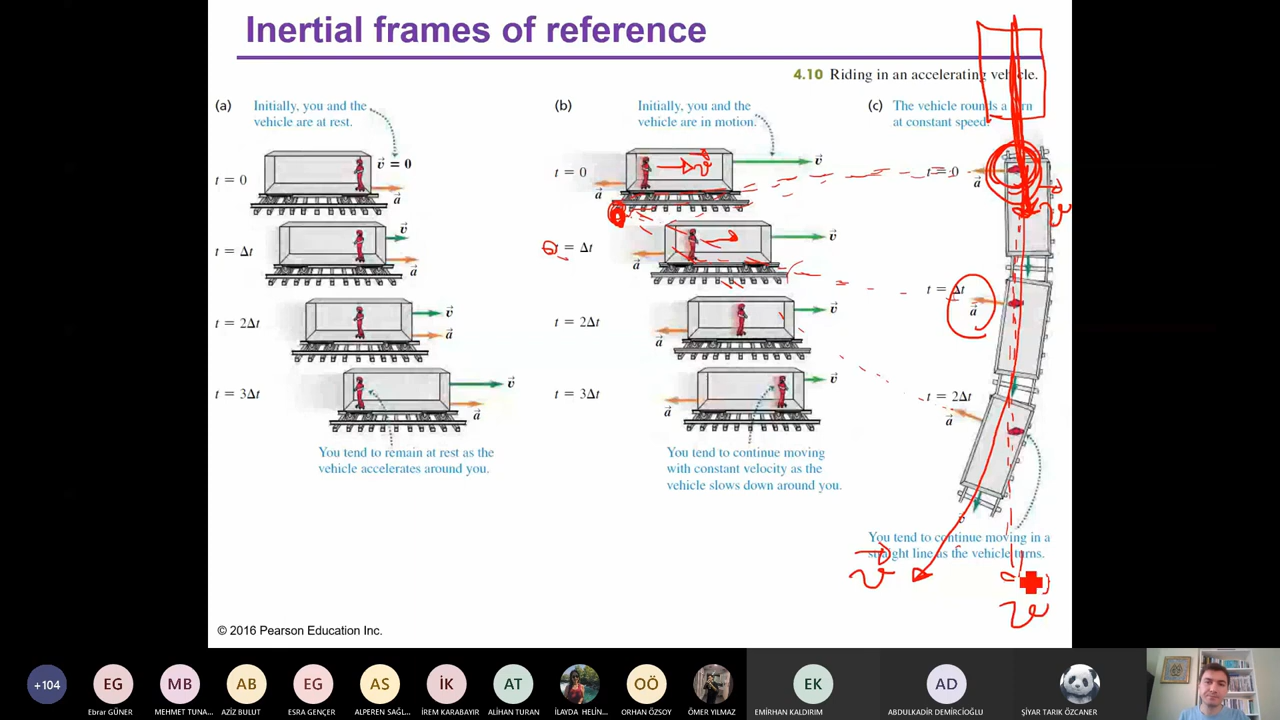 Inertial frames of reference
4.10 Riding in an accelerating vehicle.
(a)
Initially, you and the
vehicle are at rest.
v = 0
t = 0
a
v
t = Δt
a
v
t = 2Δt
a
v
t = 3Δt
a
You tend to remain at rest as the
vehicle accelerates around you.
(b)
Initially, you and the
vehicle are in motion.
t = 0
v
v
a
t = Δt
v
a
t = 2Δt
v
a
t = 3Δt
v
a
You tend to continue moving
with constant velocity as the
vehicle slows down around you.
(c)
The vehicle rounds a turn
at constant speed.
t = 0
a
v
t = Δt
a
t = 2Δt
a
v
You tend to continue moving in a
straight line as the vehicle turns.
v
v
© 2016 Pearson Education Inc.
+104
EG
MB
AB
EG
AS
İK
AT
OÖ
EK
AD
Ebrar GÜNER
MEHMET TUNA...
AZİZ BULUT
ESRA GENÇER
ALPEREN SAĞL...
İREM KARABAYIR
ALİHAN TURAN
İLAYDA HELİN...
ORHAN ÖZSOY
ÖMER YILMAZ
EMİRHAN KALDIRIM
ABDULKADİR DEMİRCİOĞLU
ŞİYAR TARIK ÖZCANER